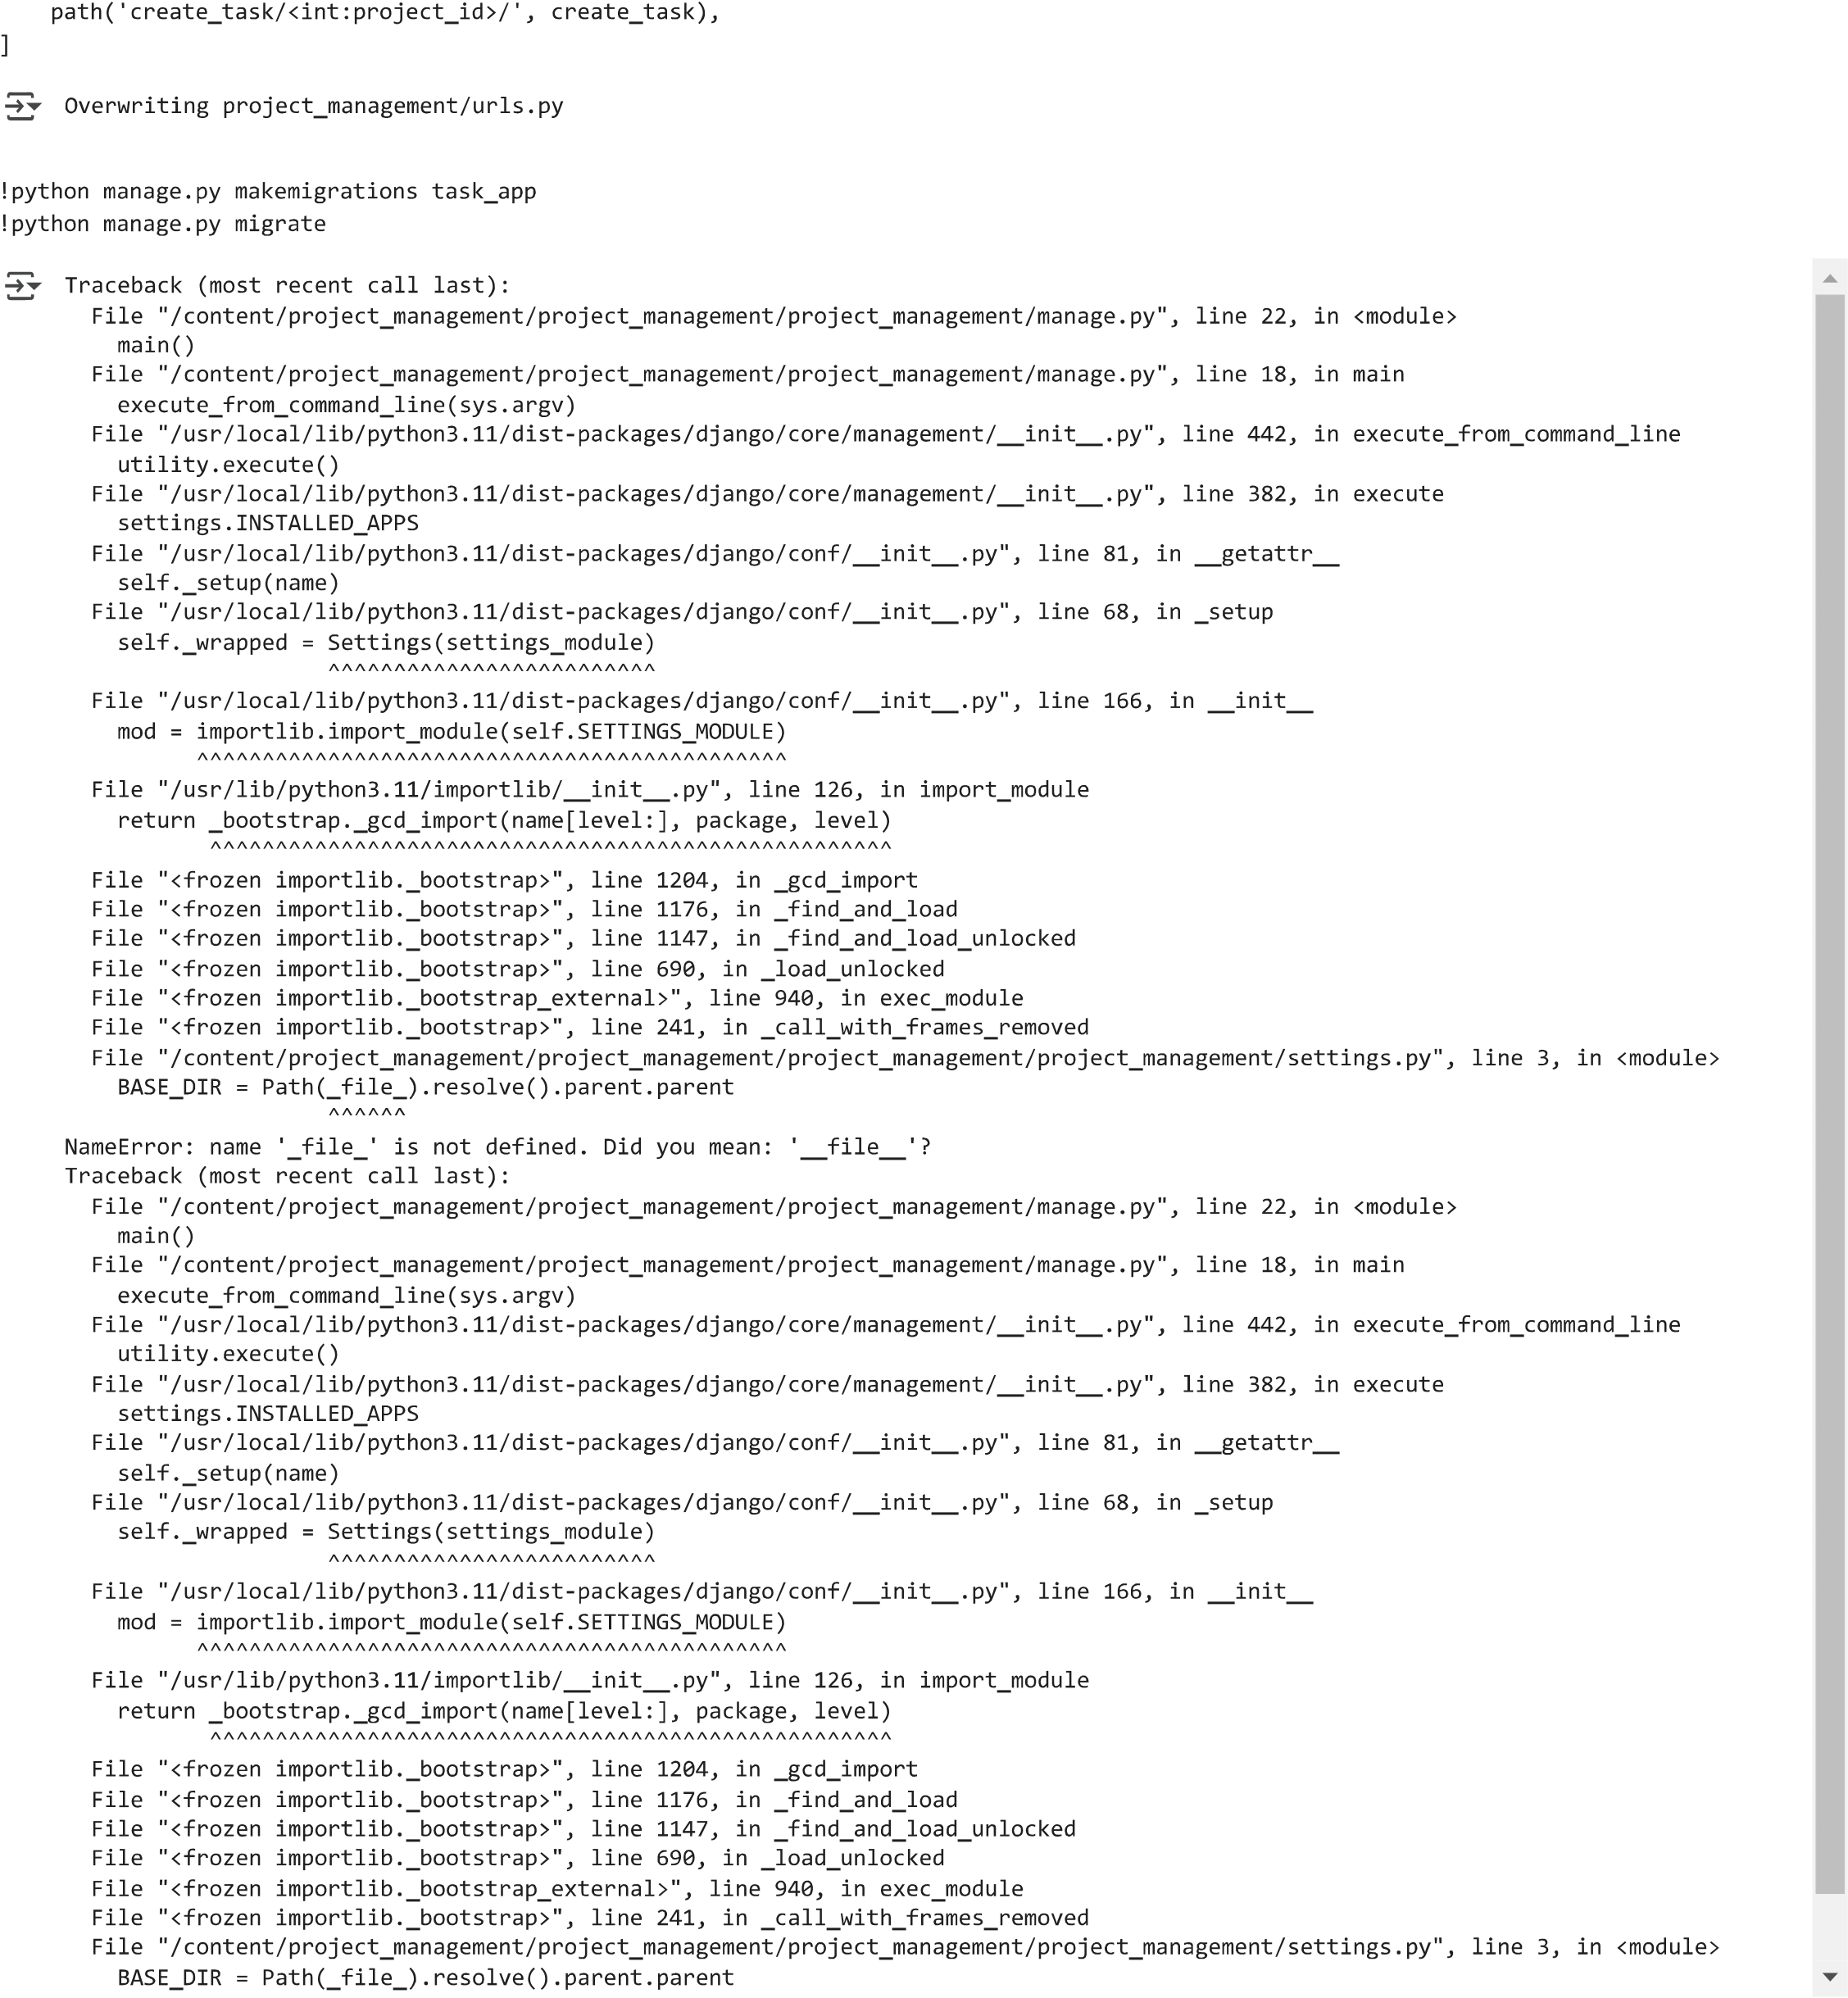 path('create_task/<int:project_id>/', create_task),
]
Overwriting project_management/urls.py
!python manage.py makemigrations task_app
!python manage.py migrate
Traceback (most recent call last):
File "/content/project_management/project_management/project_management/manage.py", line 22, in <module>
main()
File "/content/project_management/project_management/project_management/manage.py", line 18, in main
execute_from_command_line(sys.argv)
File "/usr/local/lib/python3.11/dist-packages/django/core/management/__init__.py", line 442, in execute_from_command_line
utility.execute()
File "/usr/local/lib/python3.11/dist-packages/django/core/management/__init__.py", line 382, in execute
settings.INSTALLED_APPS
File "/usr/local/lib/python3.11/dist-packages/django/conf/__init__.py", line 81, in __getattr__
self._setup(name)
File "/usr/local/lib/python3.11/dist-packages/django/conf/__init__.py", line 68, in _setup
self._wrapped = Settings(settings_module)
^^^^^^^^^^^^^^^^^^^^^^^^^
File "/usr/local/lib/python3.11/dist-packages/django/conf/__init__.py", line 166, in __init__
mod = importlib.import_module(self.SETTINGS_MODULE)
^^^^^^^^^^^^^^^^^^^^^^^^^^^^^^^^^^^^^^^^^^^^^
File "/usr/lib/python3.11/importlib/__init__.py", line 126, in import_module
return _bootstrap._gcd_import(name[level:], package, level)
^^^^^^^^^^^^^^^^^^^^^^^^^^^^^^^^^^^^^^^^^^^^^^^^^^^^
File "<frozen importlib._bootstrap>", line 1204, in _gcd_import
File "<frozen importlib._bootstrap>", line 1176, in _find_and_load
File "<frozen importlib._bootstrap>", line 1147, in _find_and_load_unlocked
File "<frozen importlib._bootstrap>", line 690, in _load_unlocked
File "<frozen importlib._bootstrap_external>", line 940, in exec_module
File "<frozen importlib._bootstrap>", line 241, in _call_with_frames_removed
File "/content/project_management/project_management/project_management/project_management/settings.py", line 3, in <module>
BASE_DIR = Path(_file_).resolve().parent.parent
^^^^^^
NameError: name '_file_' is not defined. Did you mean: '__file__'?
Traceback (most recent call last):
File "/content/project_management/project_management/project_management/manage.py", line 22, in <module>
main()
File "/content/project_management/project_management/project_management/manage.py", line 18, in main
execute_from_command_line(sys.argv)
File "/usr/local/lib/python3.11/dist-packages/django/core/management/__init__.py", line 442, in execute_from_command_line
utility.execute()
File "/usr/local/lib/python3.11/dist-packages/django/core/management/__init__.py", line 382, in execute
settings.INSTALLED_APPS
File "/usr/local/lib/python3.11/dist-packages/django/conf/__init__.py", line 81, in __getattr__
self._setup(name)
File "/usr/local/lib/python3.11/dist-packages/django/conf/__init__.py", line 68, in _setup
self._wrapped = Settings(settings_module)
^^^^^^^^^^^^^^^^^^^^^^^^^
File "/usr/local/lib/python3.11/dist-packages/django/conf/__init__.py", line 166, in __init__
mod = importlib.import_module(self.SETTINGS_MODULE)
^^^^^^^^^^^^^^^^^^^^^^^^^^^^^^^^^^^^^^^^^^^^^
File "/usr/lib/python3.11/importlib/__init__.py", line 126, in import_module
return _bootstrap._gcd_import(name[level:], package, level)
^^^^^^^^^^^^^^^^^^^^^^^^^^^^^^^^^^^^^^^^^^^^^^^^^^^^
File "<frozen importlib._bootstrap>", line 1204, in _gcd_import
File "<frozen importlib._bootstrap>", line 1176, in _find_and_load
File "<frozen importlib._bootstrap>", line 1147, in _find_and_load_unlocked
File "<frozen importlib._bootstrap>", line 690, in _load_unlocked
File "<frozen importlib._bootstrap_external>", line 940, in exec_module
File "<frozen importlib._bootstrap>", line 241, in _call_with_frames_removed
File "/content/project_management/project_management/project_management/project_management/settings.py", line 3, in <module>
BASE_DIR = Path(_file_).resolve().parent.parent